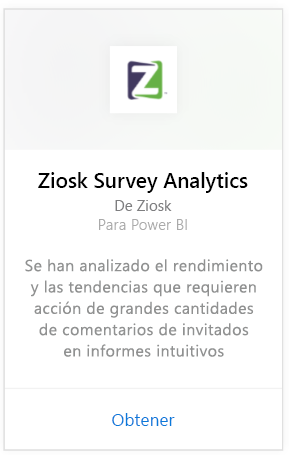 Z
Ziosk Survey Analytics
De Ziosk
Para Power BI
Se han analizado el rendimiento
y las tendencias que requieren
acción de grandes cantidades
de comentarios de invitados
en informes intuitivos
Obtener